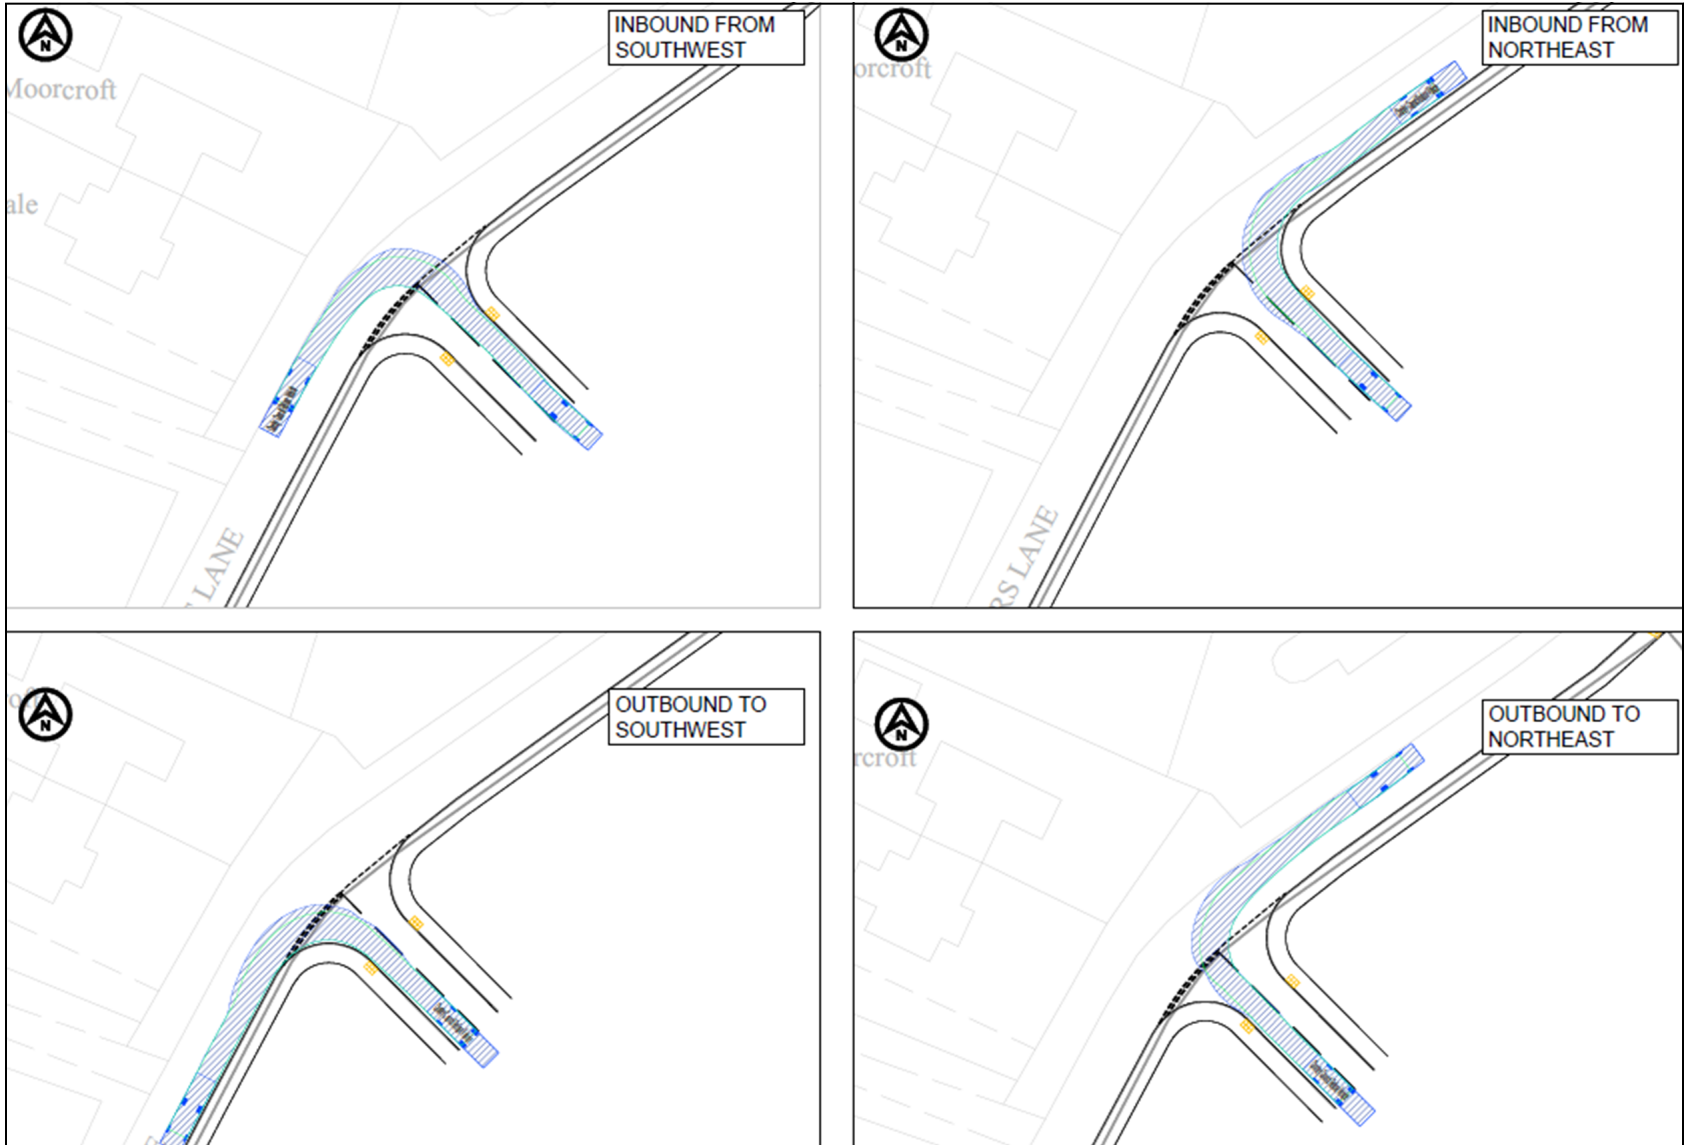 N
INBOUND FROM
SOUTHWEST
Moorcroft
ale
LANE
N
INBOUND FROM
NORTHEAST
orcroft
RS LANE
N
OUTBOUND TO
SOUTHWEST
N
OUTBOUND TO
NORTHEAST
rcroft